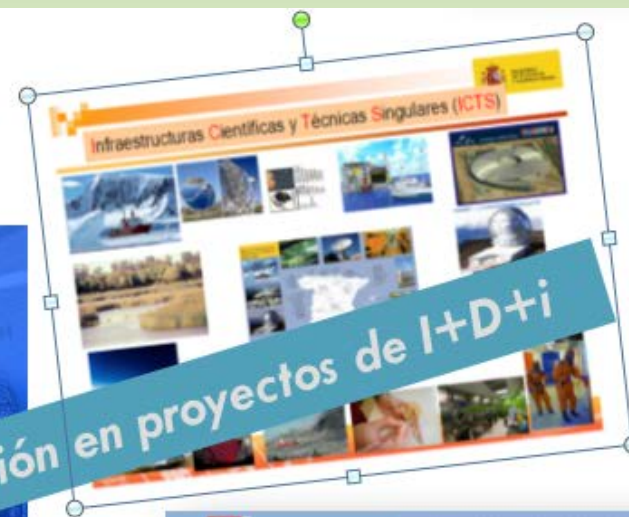 Infraestructuras Científicas y Técnicas Singulares (ICTS)
ión en proyectos de I+D+i